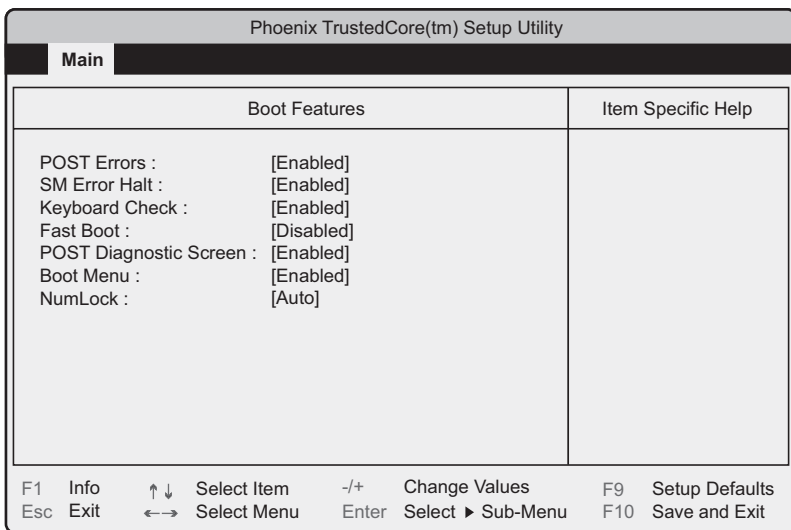 Phoenix TrustedCore(tm) Setup Utility
Main
Boot Features
Item Specific Help
POST Errors : [Enabled]
SM Error Halt : [Enabled]
Keyboard Check : [Enabled]
Fast Boot : [Disabled]
POST Diagnostic Screen : [Enabled]
Boot Menu : [Enabled]
NumLock : [Auto]
F1 Info ↑↓ Select Item -/+ Change Values F9 Setup Defaults
Esc Exit ←→ Select Menu Enter Select ▶ Sub-Menu F10 Save and Exit